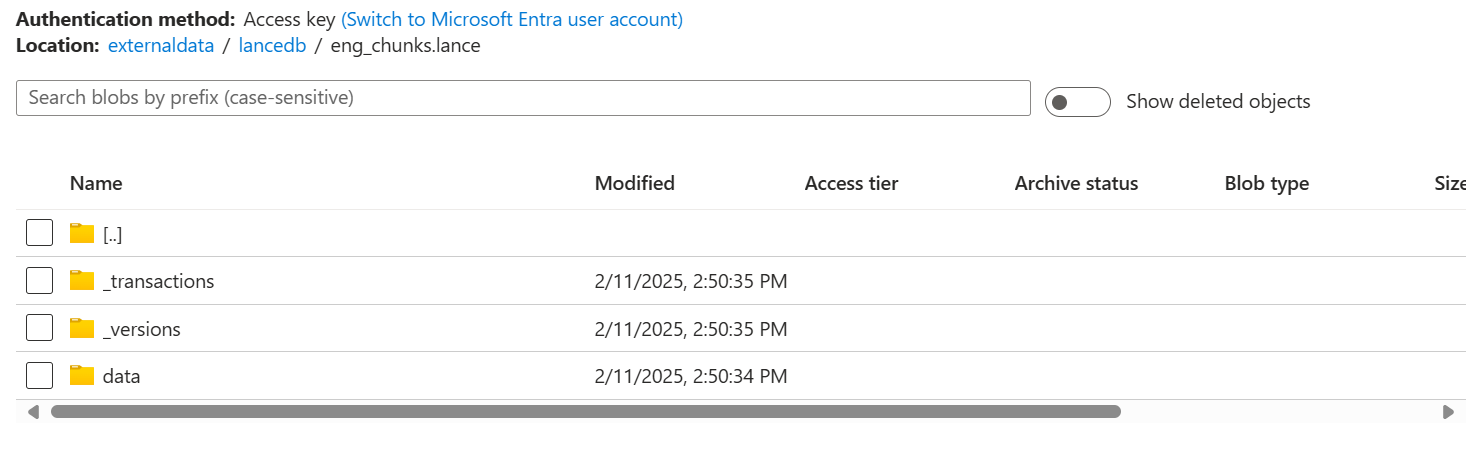 Authentication method: Access key (Switch to Microsoft Entra user account)
Location: externaldata / lancedb / eng_chunks.lance
Search blobs by prefix (case-sensitive)
Show deleted objects
Name Modified Access tier Archive status Blob type Size
[..]
_transactions 2/11/2025, 2:50:35 PM
_versions 2/11/2025, 2:50:35 PM
data 2/11/2025, 2:50:34 PM